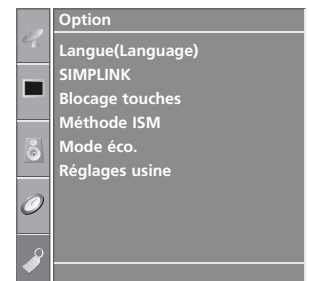 Option
Langue(Language)
SIMPLINK
Blocage touches
Méthode ISM
Mode éco.
Réglages usine